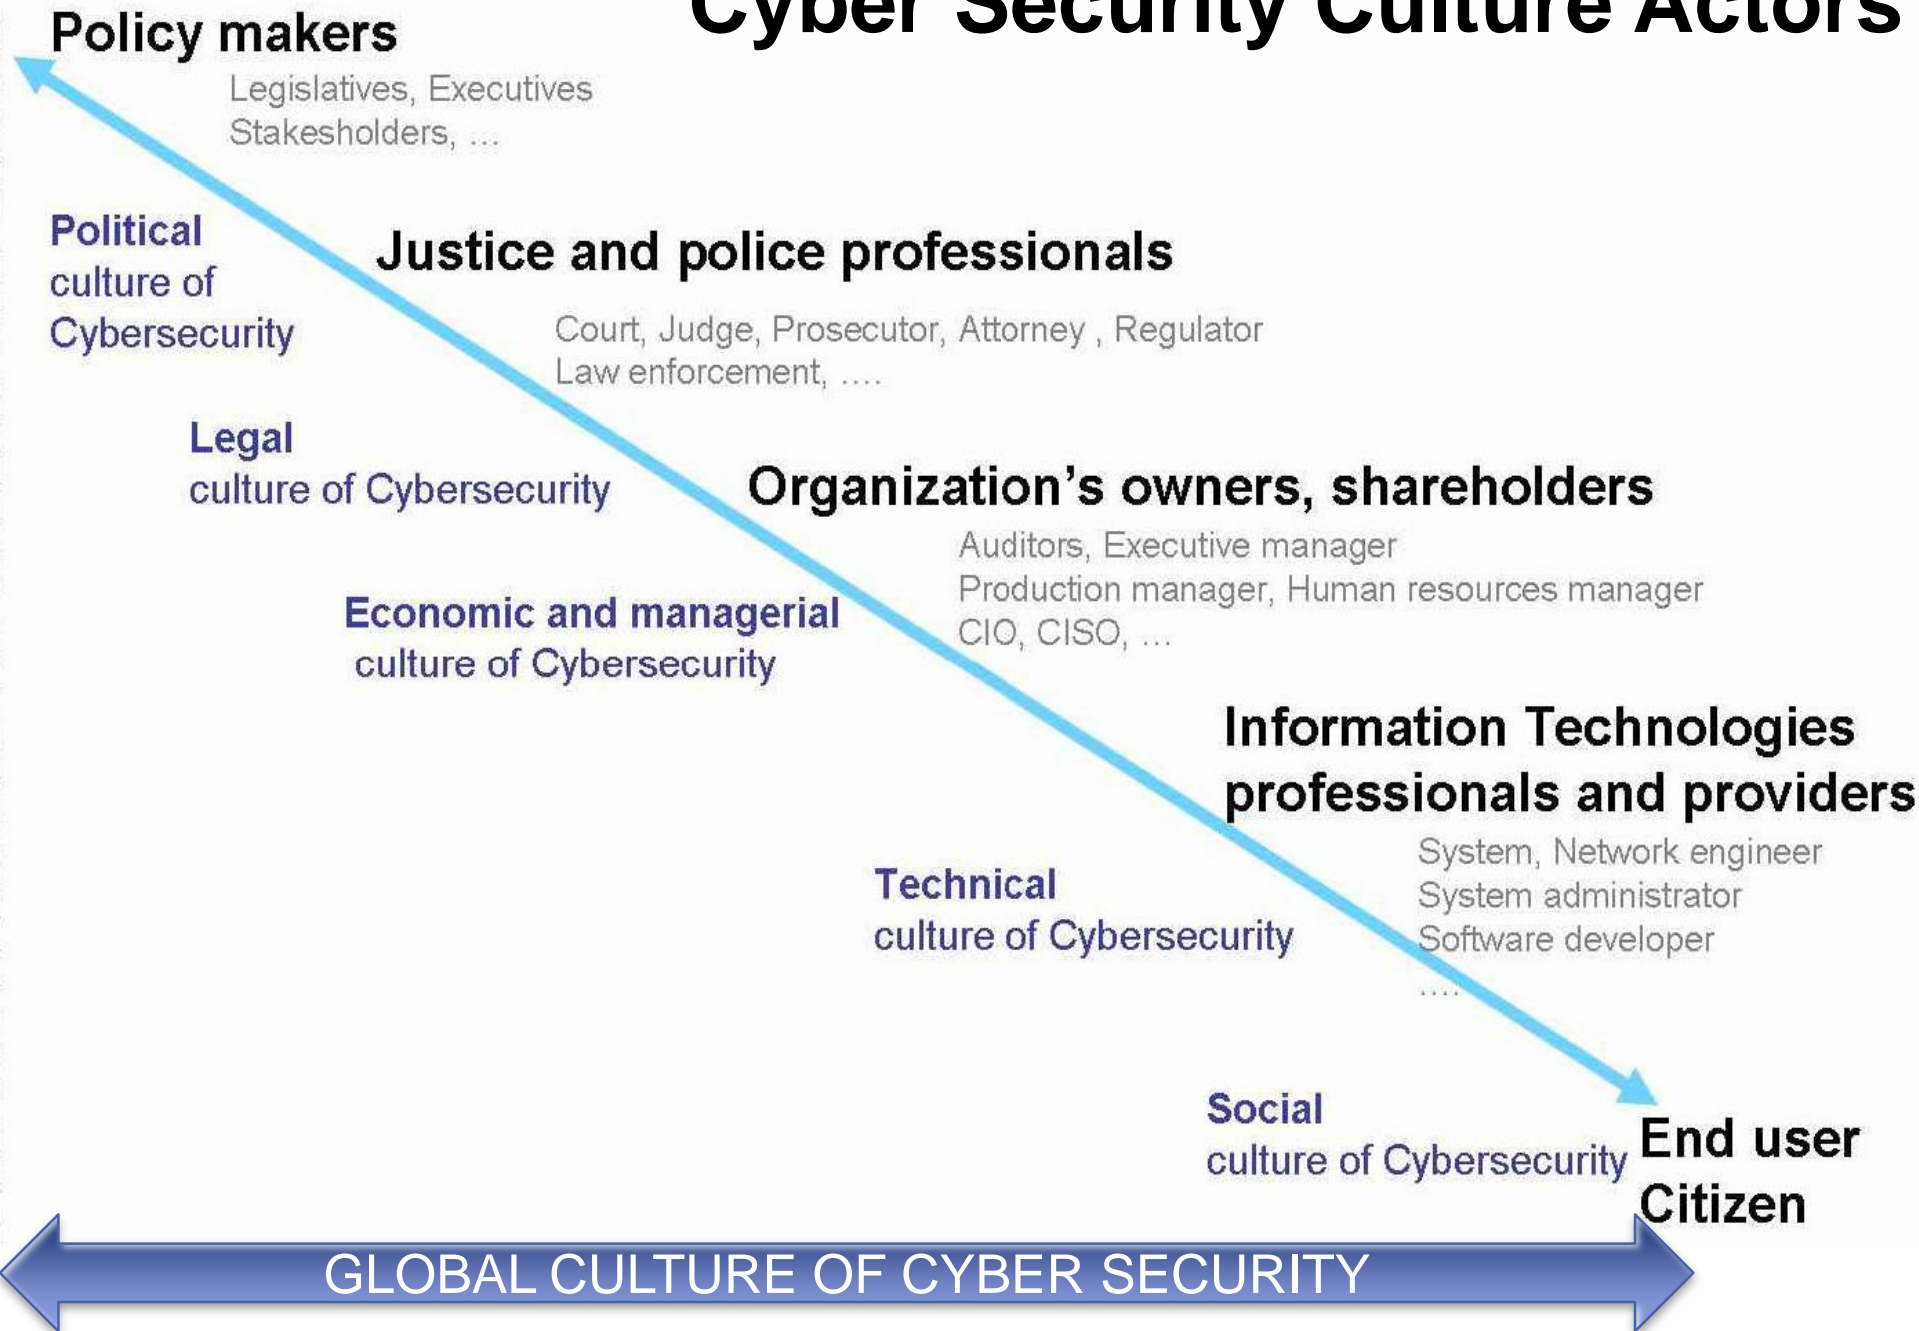 Cyber Security Culture Actors
Policy makers
Legislatives, Executives
Stakesholders, ...
Political
culture of
Cybersecurity
Justice and police professionals
Court, Judge, Prosecutor, Attorney , Regulator
Law enforcement, ....
Legal
culture of Cybersecurity
Organization's owners, shareholders
Auditors, Executive manager
Production manager, Human resources manager
CIO, CISO, ...
Economic and managerial
culture of Cybersecurity
Information Technologies
professionals and providers
System, Network engineer
System administrator
Software developer
....
Technical
culture of Cybersecurity
Social
culture of Cybersecurity
End user
Citizen
GLOBAL CULTURE OF CYBER SECURITY